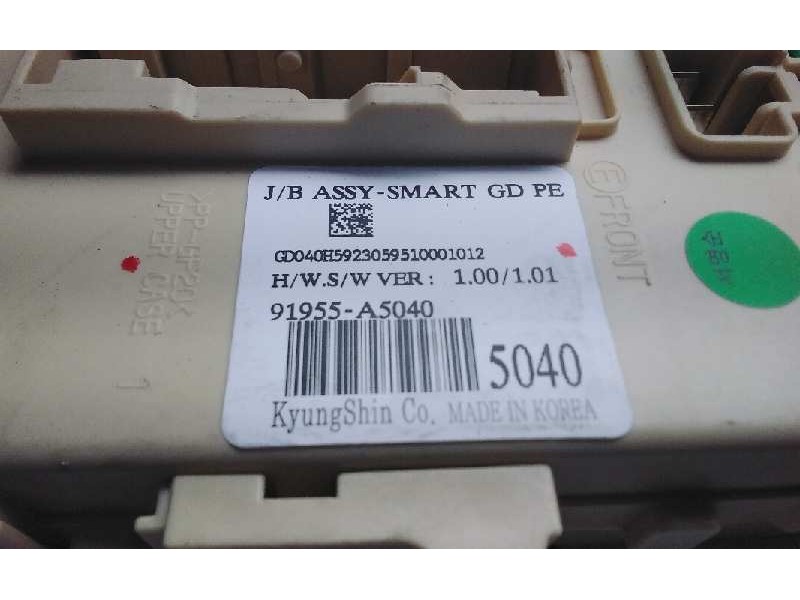 J/B ASSY-SMART GD PE
GD040H5923059510001012
H/W.S/W VER: 1.00/1.01
91955-A5040
5040
KyungShin Co. MADE IN KOREA
UPPER CASE
1
FRONT